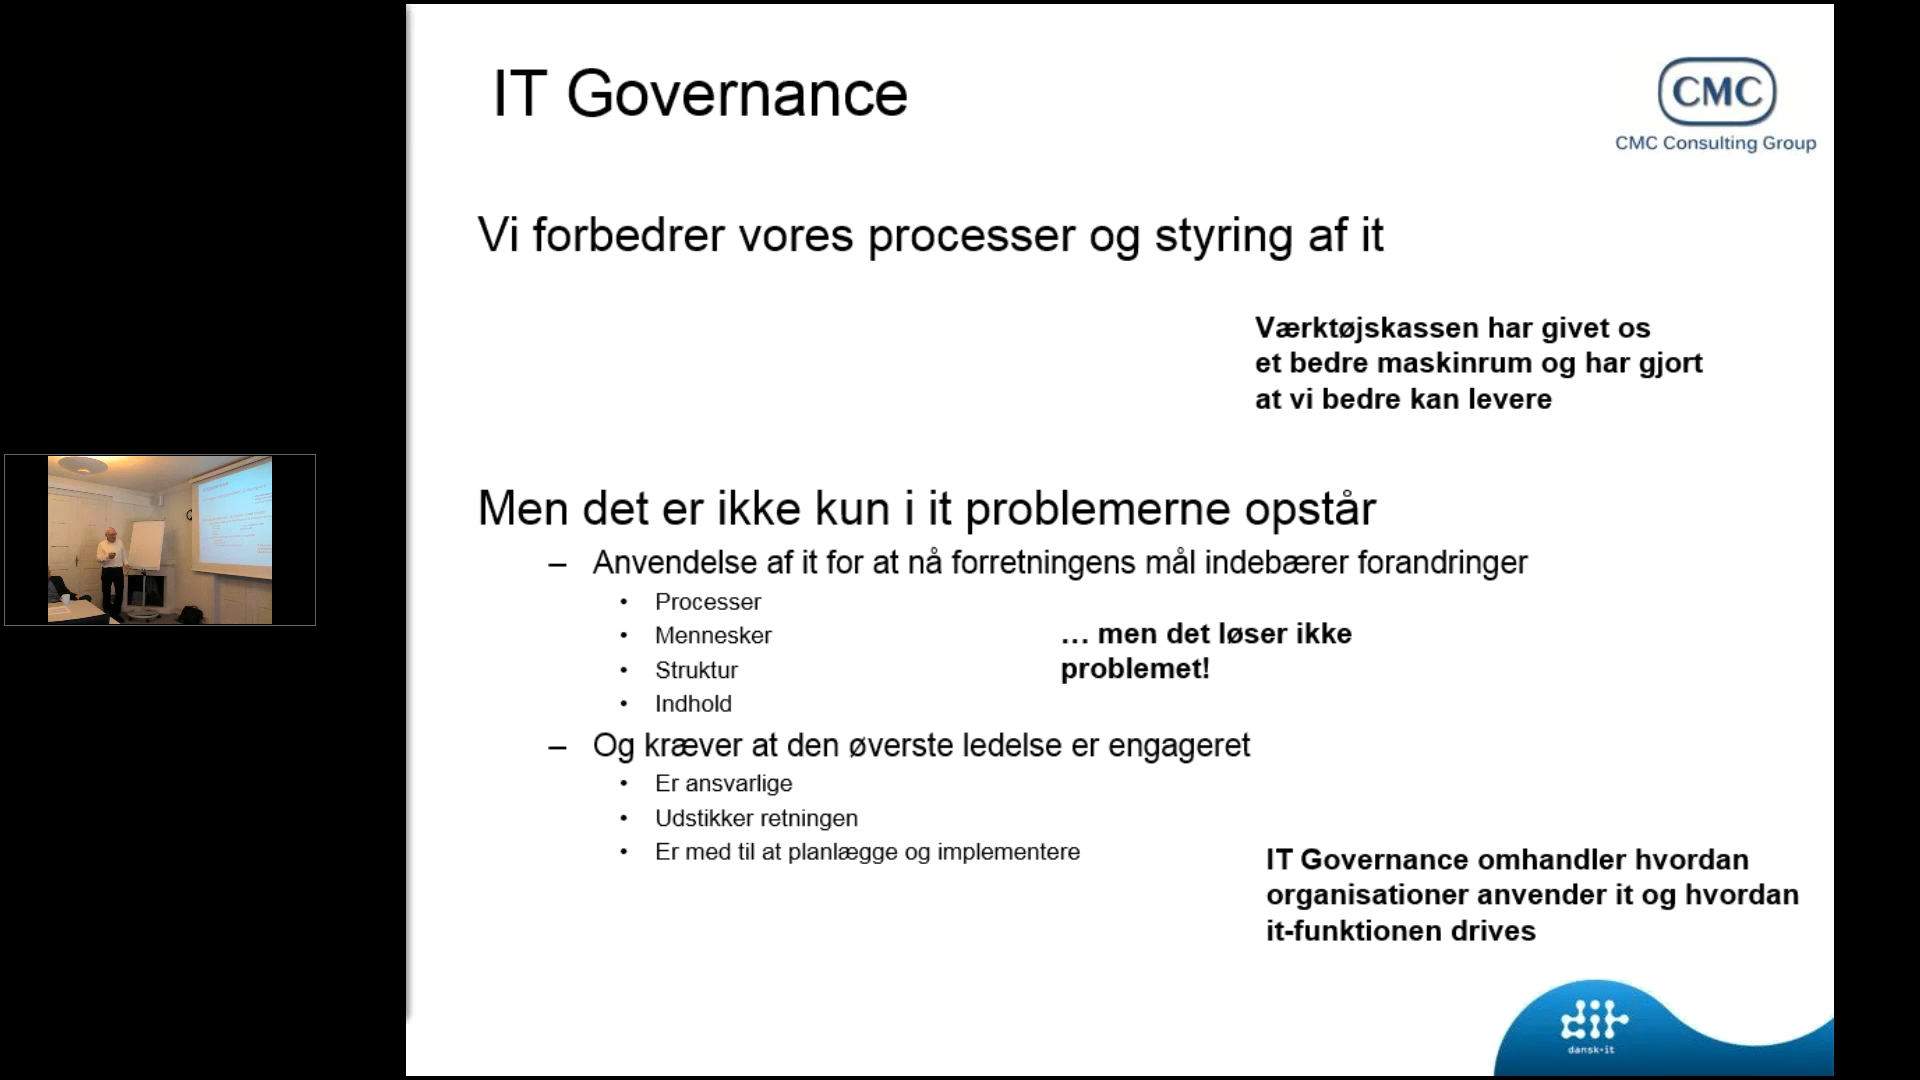 IT Governance
CMC
CMC Consulting Group
Vi forbedrer vores processer og styring af it
Værktøjskassen har givet os
et bedre maskinrum og har gjort
at vi bedre kan levere
Men det er ikke kun i it problemerne opstår
– Anvendelse af it for at nå forretningens mål indebærer forandringer
• Processer
• Mennesker
• Struktur
• Indhold
… men det løser ikke
problemet!
– Og kræver at den øverste ledelse er engageret
• Er ansvarlige
• Udstikker retningen
• Er med til at planlægge og implementere
IT Governance omhandler hvordan
organisationer anvender it og hvordan
it-funktionen drives
dit
dansk·it